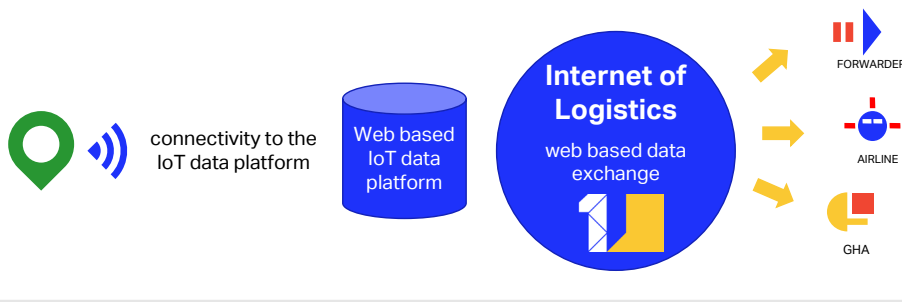 connectivity to the
IoT data platform
Web based
IoT data
platform
Internet of
Logistics
web based data
exchange
FORWARDER
AIRLINE
GHA